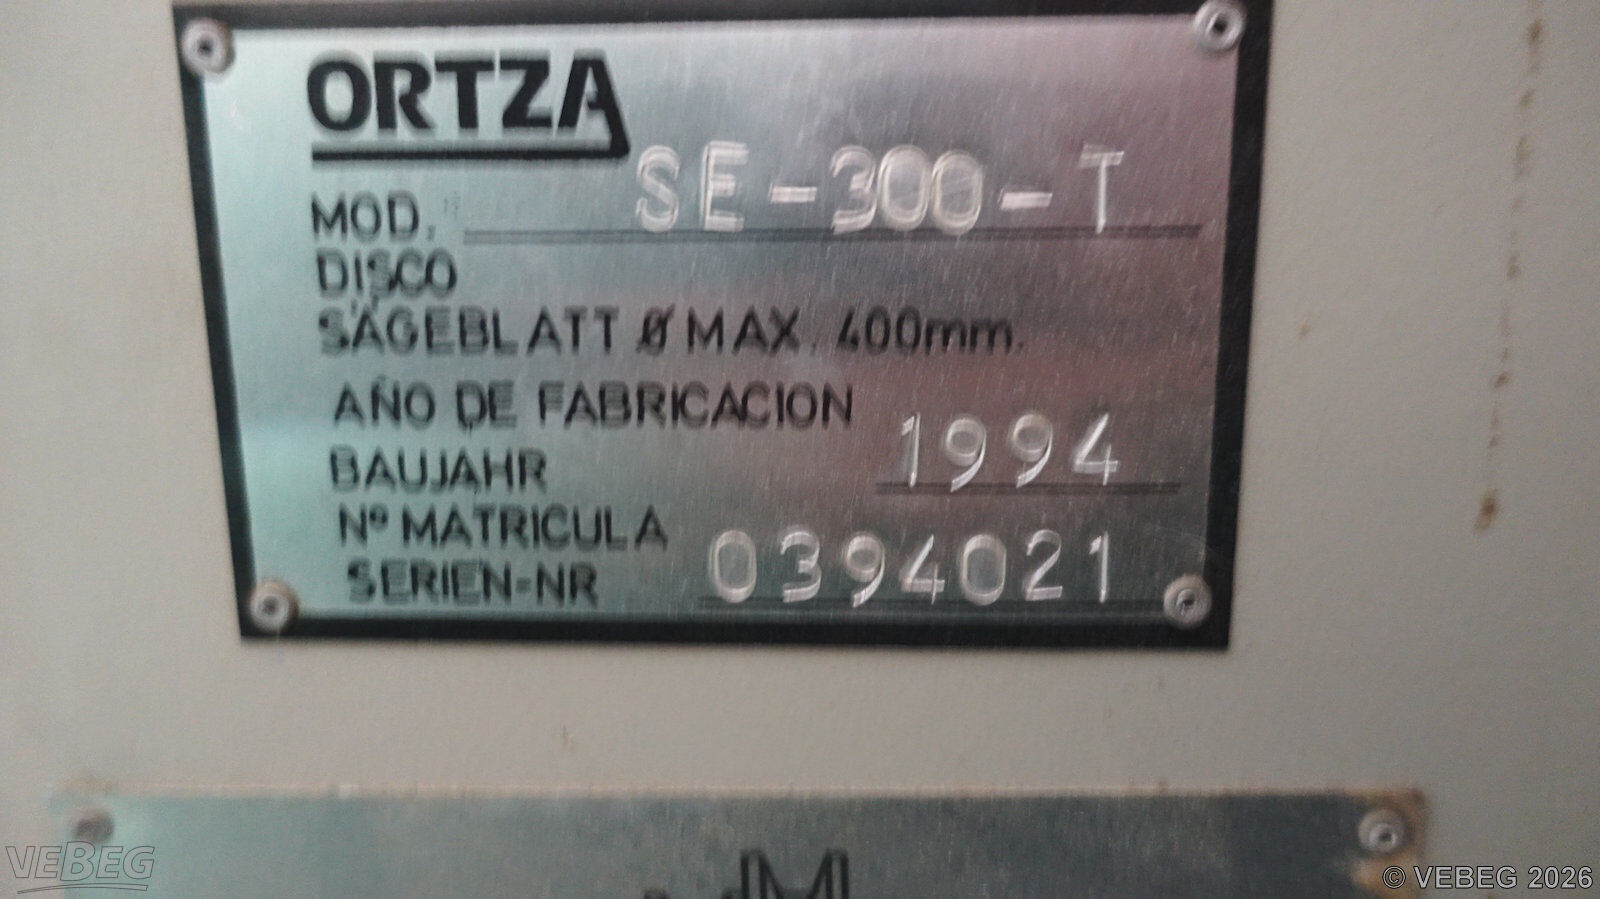 ORTZA
MOD. SE-300-T
DISCO
SÄGEBLATT Ø MAX. 400mm.
AÑO DE FABRICACION
BAUJAHR 1994
Nº MATRICULA
SERIEN-NR 0394021
VEBEG
© VEBEG 2026